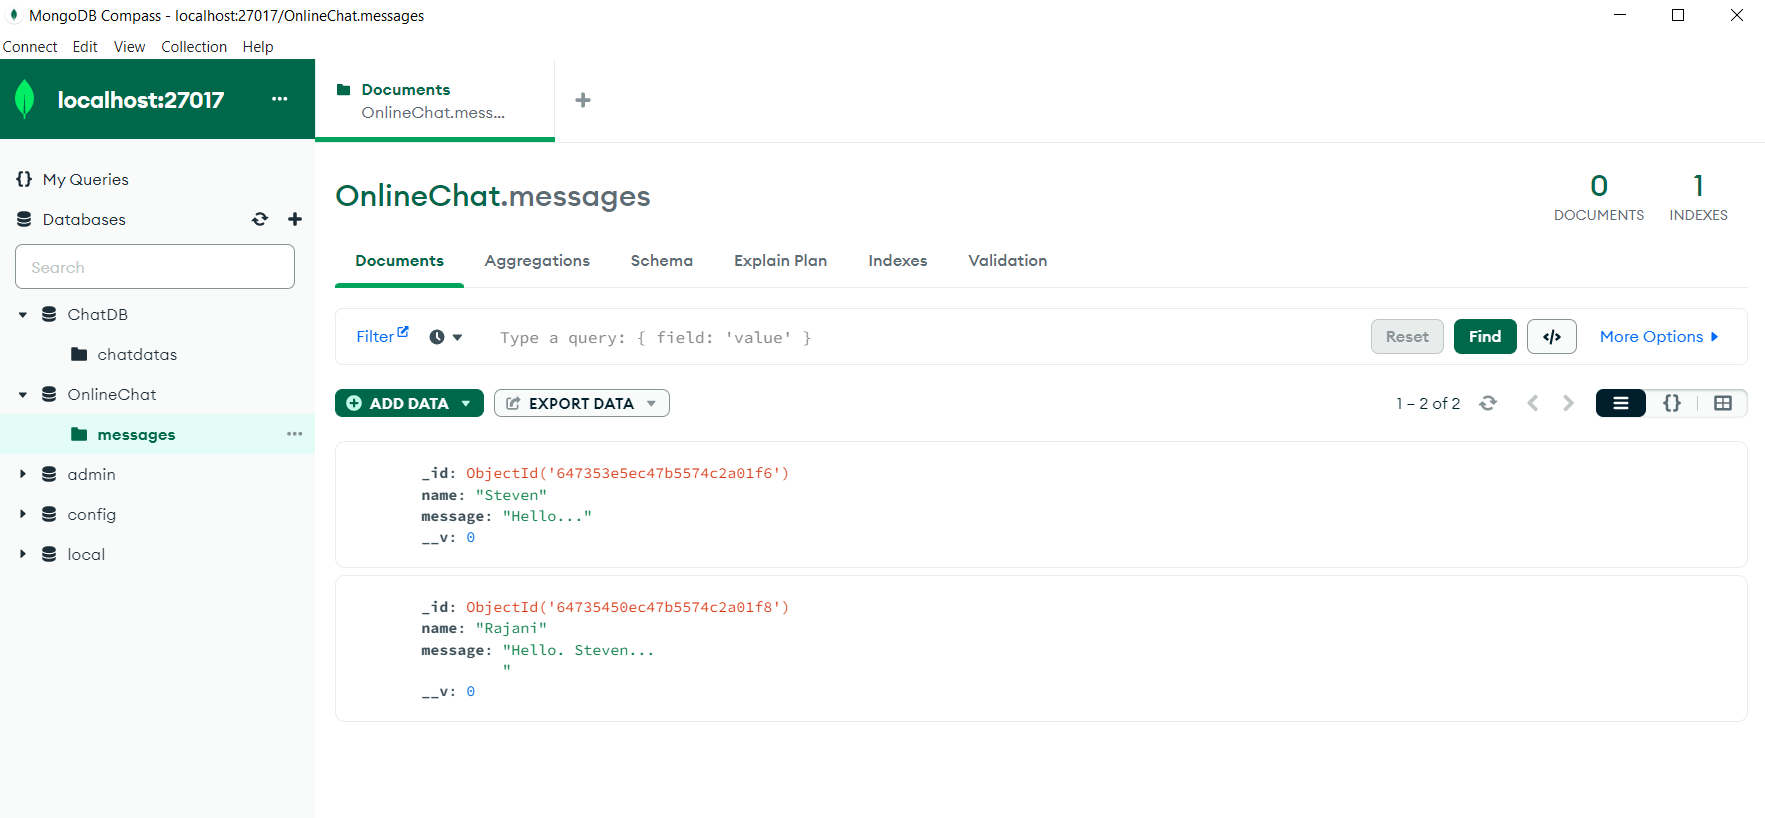 MongoDB Compass - localhost:27017/OnlineChat.messages
Connect Edit View Collection Help
localhost:27017 ...
Documents
OnlineChat.mess...
My Queries
Databases
Search
ChatDB
chatdatas
OnlineChat
messages ...
admin
config
local
OnlineChat.messages
0
DOCUMENTS
1
INDEXES
Documents Aggregations Schema Explain Plan Indexes Validation
Filter Type a query: { field: 'value' } Reset Find </> More Options
ADD DATA EXPORT DATA 1 – 2 of 2 {}
_id: ObjectId('647353e5ec47b5574c2a01f6')
name: "Steven"
message: "Hello..."
__v: 0
_id: ObjectId('64735450ec47b5574c2a01f8')
name: "Rajani"
message: "Hello. Steven...
"
__v: 0